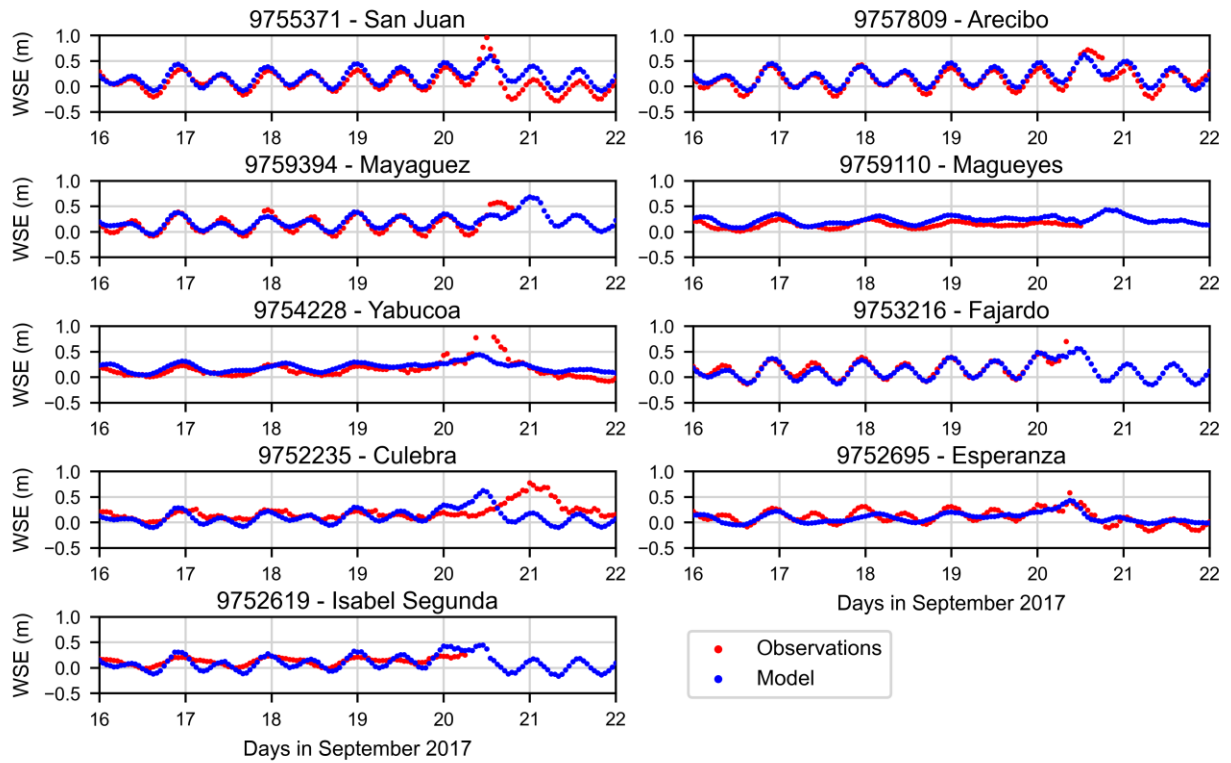 9755371 - San Juan
WSE (m)
1.0
0.5
0.0
−0.5
16 17 18 19 20 21 22
9757809 - Arecibo
1.0
0.5
0.0
−0.5
16 17 18 19 20 21 22
9759394 - Mayaguez
WSE (m)
1.0
0.5
0.0
−0.5
16 17 18 19 20 21 22
9759110 - Magueyes
1.0
0.5
0.0
−0.5
16 17 18 19 20 21 22
9754228 - Yabucoa
WSE (m)
1.0
0.5
0.0
−0.5
16 17 18 19 20 21 22
9753216 - Fajardo
1.0
0.5
0.0
−0.5
16 17 18 19 20 21 22
9752235 - Culebra
WSE (m)
1.0
0.5
0.0
−0.5
16 17 18 19 20 21 22
9752695 - Esperanza
1.0
0.5
0.0
−0.5
16 17 18 19 20 21 22
Days in September 2017
9752619 - Isabel Segunda
WSE (m)
1.0
0.5
0.0
−0.5
16 17 18 19 20 21 22
Days in September 2017
Observations
Model